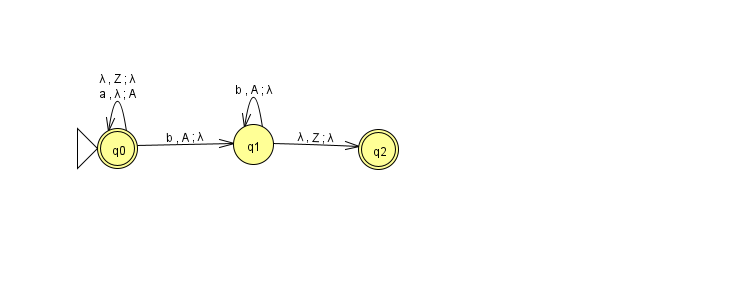 λ , Z ; λ
a , λ ; A
b , A ; λ
b , A ; λ
λ , Z ; λ
q0
q1
q2